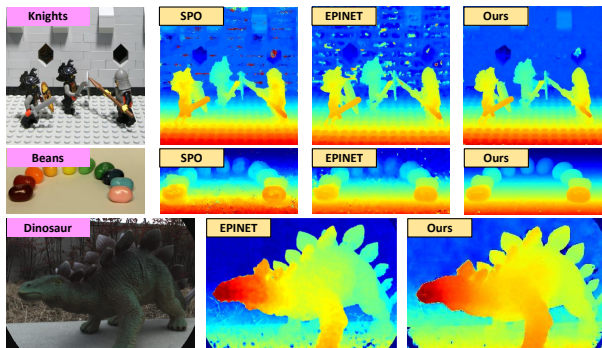 Knights
SPO
EPINET
Ours
Beans
SPO
EPINET
Ours
Dinosaur
EPINET
Ours